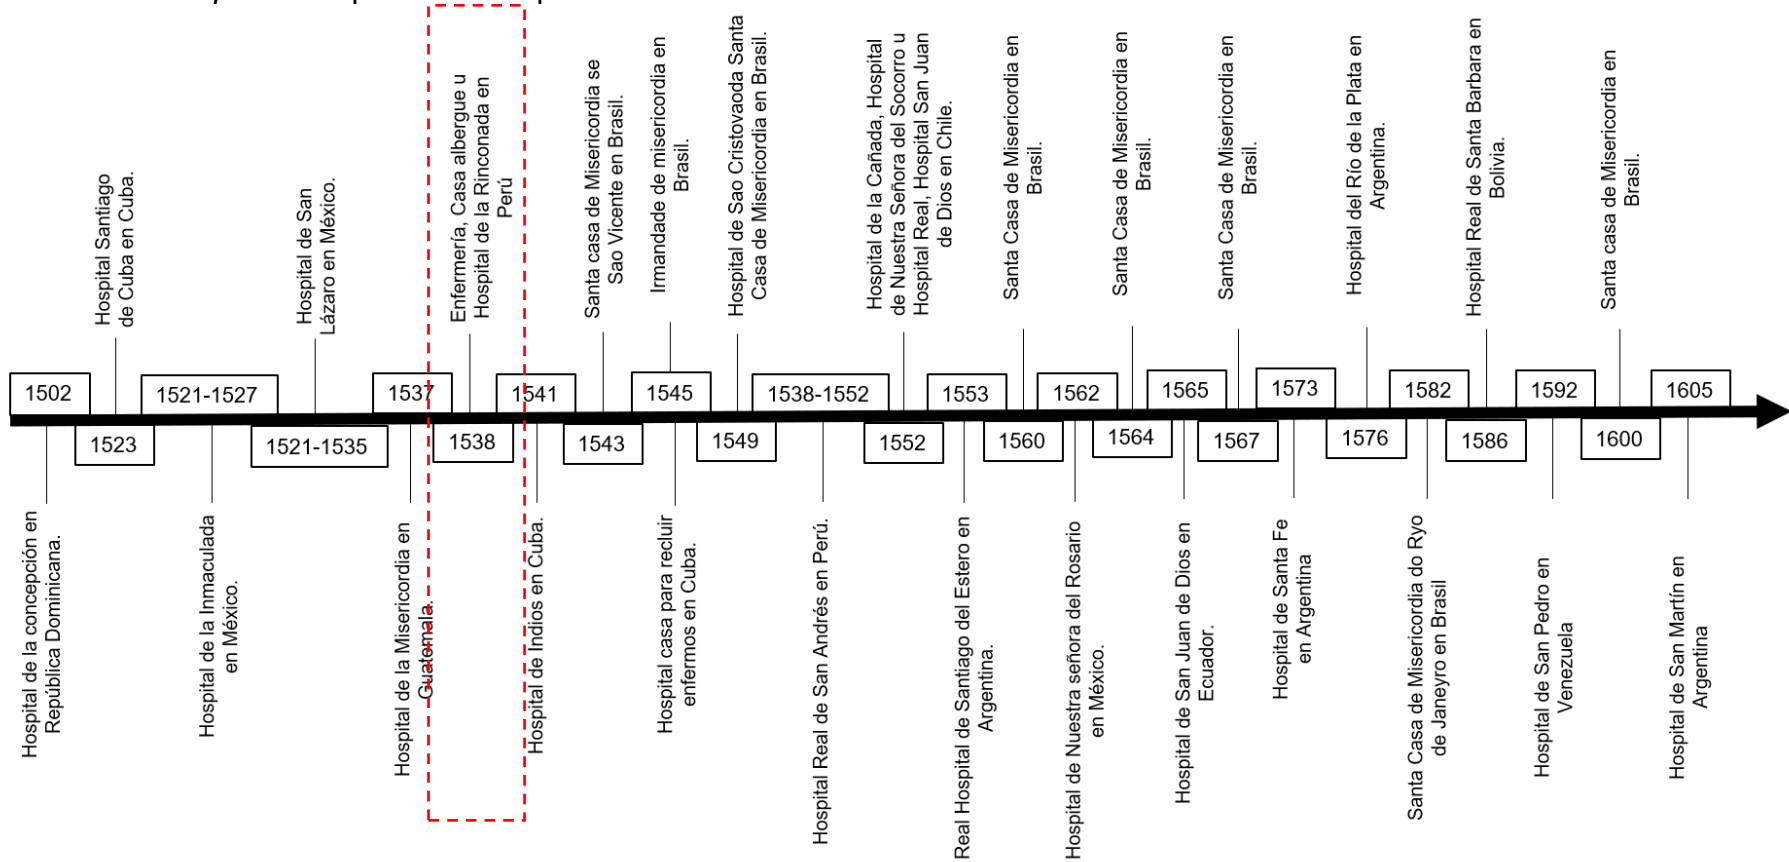 Hospital Santiago
de Cuba en Cuba.
Hospital de San
Lázaro en México.
Enfermería, Casa albergue u
Hospital de la Rinconada en
Perú
Santa casa de Misericordia se
Sao Vicente en Brasil.
Irmandade de misericordia en
Brasil.
Hospital de Sao Cristovaoda Santa
Casa de Misericordia en Brasil.
Hospital de la Cañada, Hospital
de Nuestra Señora del Socorro u
Hospital Real, Hospital San Juan
de Dios en Chile.
Santa Casa de Misericordia en
Brasil.
Santa Casa de Misericordia en
Brasil.
Santa Casa de Misericordia en
Brasil.
Hospital del Río de la Plata en
Argentina.
Hospital Real de Santa Barbara en
Bolivia.
Santa casa de Misericordia en
Brasil.
1502
1521-1527
1537
1541
1545
1538-1552
1553
1562
1565
1573
1582
1592
1605
1523
1521-1535
1538
1543
1549
1552
1560
1564
1567
1576
1586
1600
Hospital de la concepción en
República Dominicana.
Hospital de la Inmaculada
en México.
Hospital de la Misericordia en
Guatemala.
Hospital de Indios en Cuba.
Hospital casa para recluir
enfermos en Cuba.
Hospital Real de San Andrés en Perú.
Real Hospital de Santiago del Estero en
Argentina.
Hospital de Nuestra señora del Rosario
en México.
Hospital de San Juan de Dios en
Ecuador.
Hospital de Santa Fe
en Argentina
Santa Casa de Misericordia do Ryo
de Janeyro en Brasil
Hospital de San Pedro en
Venezuela
Hospital de San Martín en
Argentina